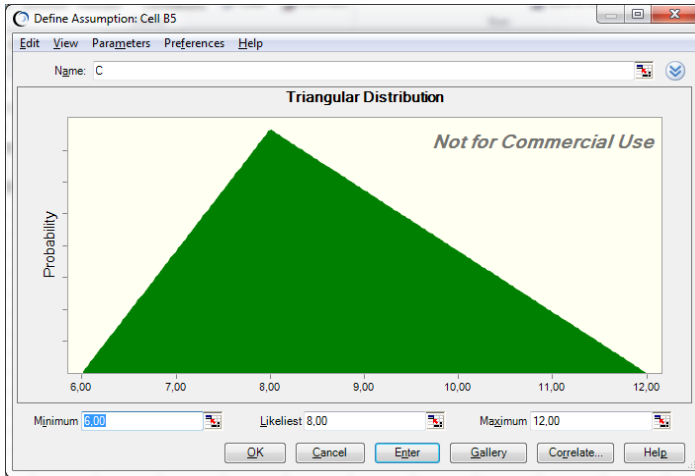 Define Assumption: Cell B5
Edit View Parameters Preferences Help
Name: C
Triangular Distribution
Not for Commercial Use
Probability
6,00 7,00 8,00 9,00 10,00 11,00 12,00
Minimum 6,00 Likeliest 8,00 Maximum 12,00
OK Cancel Enter Gallery Correlate... Help